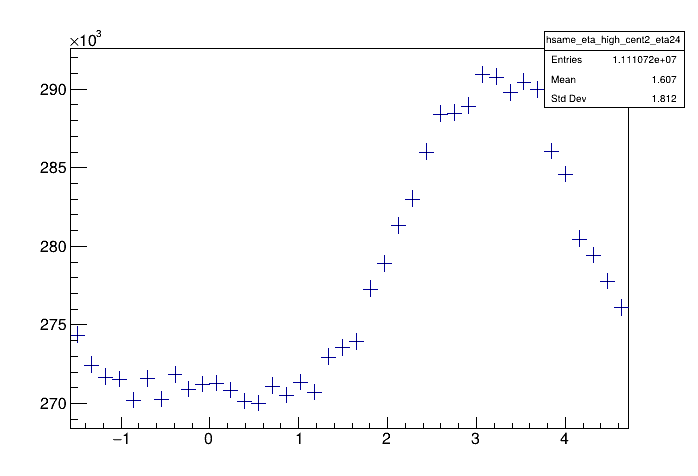 ×10³
hsame_eta_high_cent2_eta24
Entries 1.111072e+07
Mean 1.607
Std Dev 1.812
290
285
280
275
270
−1 0 1 2 3 4